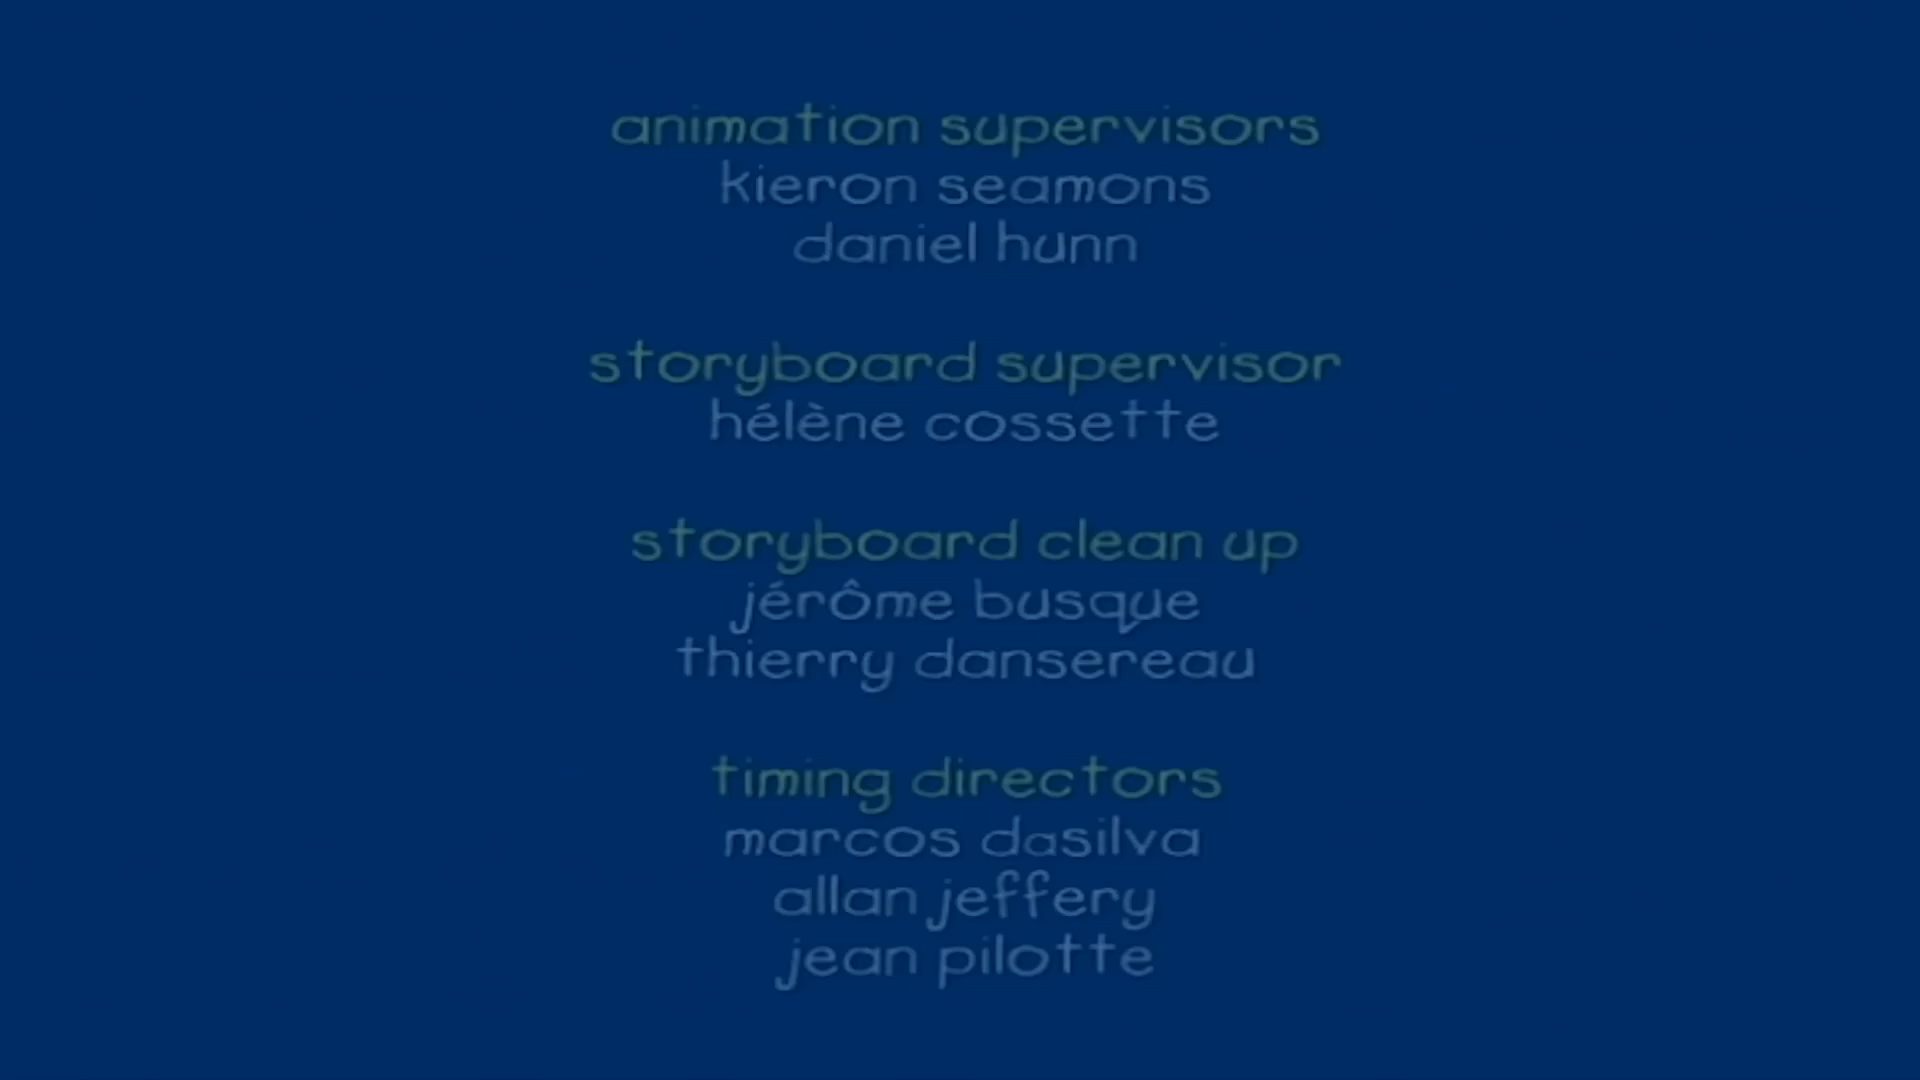 animation supervisors
kieron seamons
daniel hunn
storyboard supervisor
hélène cossette
storyboard clean up
jérôme busque
thierry dansereau
timing directors
marcos dasilva
allan jeffery
jean pilotte